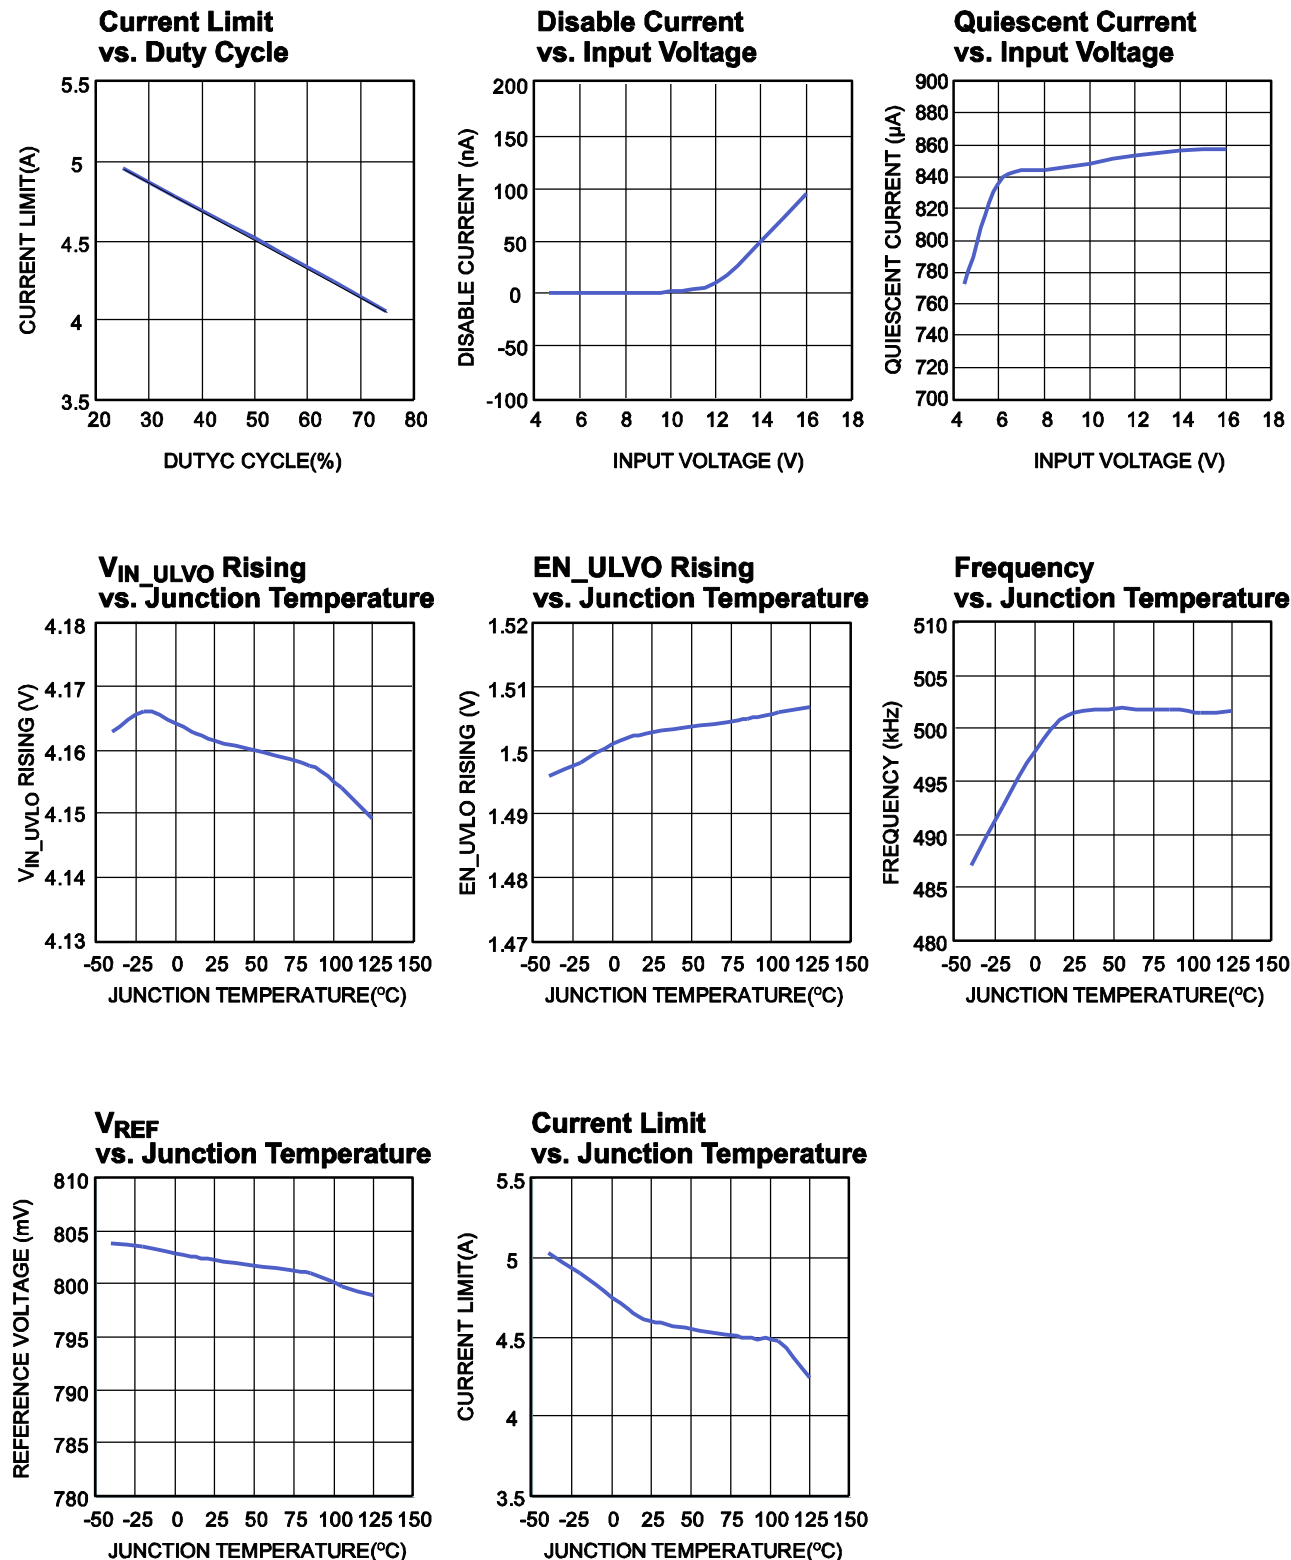 Current Limit
vs. Duty Cycle
5.5
5
4.5
4
3.5
CURRENT LIMIT(A)
20 30 40 50 60 70 80
DUTYC CYCLE(%)
Disable Current
vs. Input Voltage
200
150
100
50
0
-50
-100
DISABLE CURRENT (nA)
4 6 8 10 12 14 16 18
INPUT VOLTAGE (V)
Quiescent Current
vs. Input Voltage
900
880
860
840
820
800
780
760
740
720
700
QUIESCENT CURRENT (µA)
4 6 8 10 12 14 16 18
INPUT VOLTAGE (V)
VIN_ULVO Rising
vs. Junction Temperature
4.18
4.17
4.16
4.15
4.14
4.13
VIN_UVLO RISING (V)
-50 -25 0 25 50 75 100 125 150
JUNCTION TEMPERATURE(ºC)
EN_ULVO Rising
vs. Junction Temperature
1.52
1.51
1.5
1.49
1.48
1.47
EN_UVLO RISING (V)
-50 -25 0 25 50 75 100 125 150
JUNCTION TEMPERATURE(ºC)
Frequency
vs. Junction Temperature
510
505
500
495
490
485
480
FREQUENCY (kHz)
-50 -25 0 25 50 75 100 125 150
JUNCTION TEMPERATURE(ºC)
VREF
vs. Junction Temperature
810
805
800
795
790
785
780
REFERENCE VOLTAGE (mV)
-50 -25 0 25 50 75 100 125 150
JUNCTION TEMPERATURE(ºC)
Current Limit
vs. Junction Temperature
5.5
5
4.5
4
3.5
CURRENT LIMIT(A)
-50 -25 0 25 50 75 100 125 150
JUNCTION TEMPERATURE(ºC)